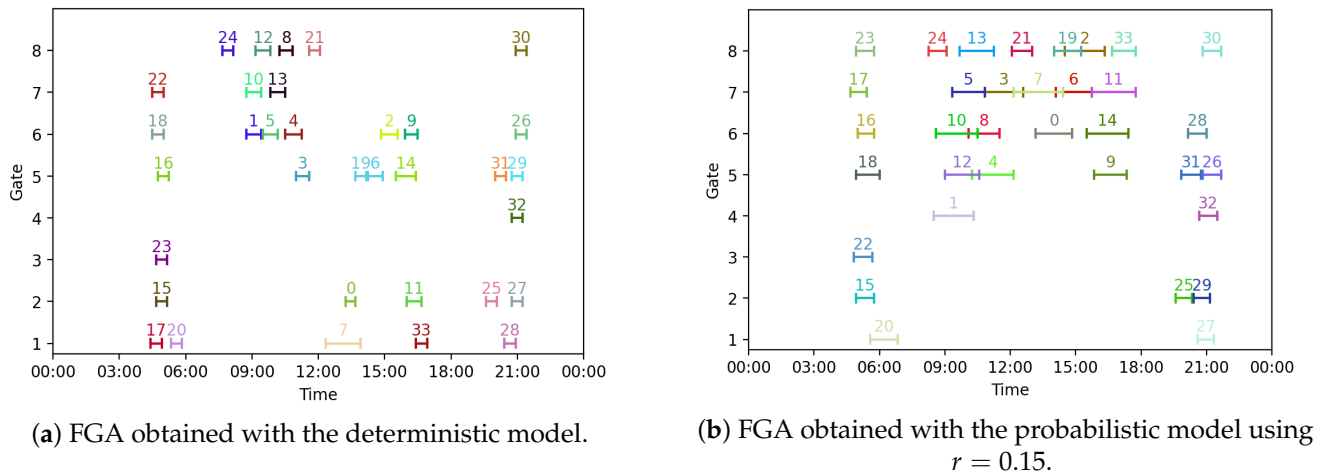 24 12 8 21 30
8
22 10 13
7
18 1 5 4 2 9 26
6
16 3 19 6 14 31 29
5
32
4
23
3
15 0 11 25 27
2
17 20 7 33 28
1
Gate
00:00 03:00 06:00 09:00 12:00 15:00 18:00 21:00 00:00
Time
(a) FGA obtained with the deterministic model.
23 24 13 21 19 2 33 30
8
17 5 3 7 6 11
7
16 10 8 0 14 28
6
18 12 4 9 31 26
5
1 32
4
22
3
15 25 29
2
20 27
1
Gate
00:00 03:00 06:00 09:00 12:00 15:00 18:00 21:00 00:00
Time
(b) FGA obtained with the probabilistic model using
r = 0.15.